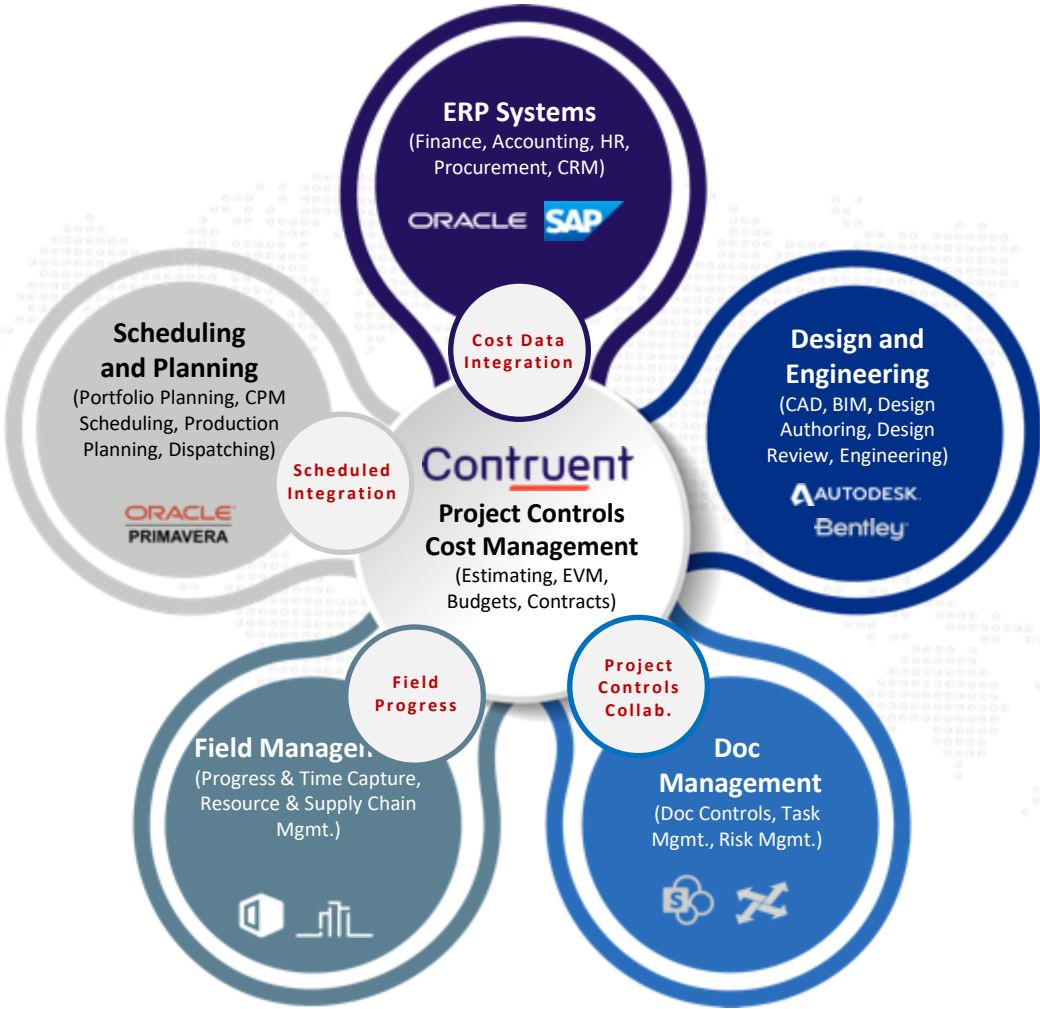 ERP Systems
(Finance, Accounting, HR,
Procurement, CRM)
ORACLE SAP
Cost Data
Integration
Scheduling
and Planning
(Portfolio Planning, CPM
Scheduling, Production
Planning, Dispatching)
ORACLE
PRIMAVERA
Scheduled
Integration
Design and
Engineering
(CAD, BIM, Design
Authoring, Design
Review, Engineering)
AUTODESK.
Bentley
Contruent
Project Controls
Cost Management
(Estimating, EVM,
Budgets, Contracts)
Field
Progress
Project
Controls
Collab.
Field Managem
(Progress & Time Capture,
Resource & Supply Chain
Mgmt.)
Doc
Management
(Doc Controls, Task
Mgmt., Risk Mgmt.)
S